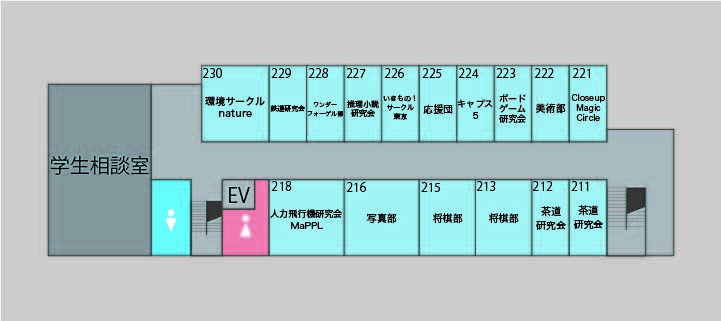 230
環境サークル
nature
229
鉄道研究会
228
ワンダー
フォーゲル部
227
推理小説
研究会
226
いきもの！
サークル
東京
225
応援団
224
キャプス
5
223
ボード
ゲーム
研究会
222
美術部
221
Closeup
Magic
Circle
学生相談室
EV
218
人力飛行機研究会
MaPPL
216
写真部
215
将棋部
213
将棋部
212
茶道
研究会
211
茶道
研究会